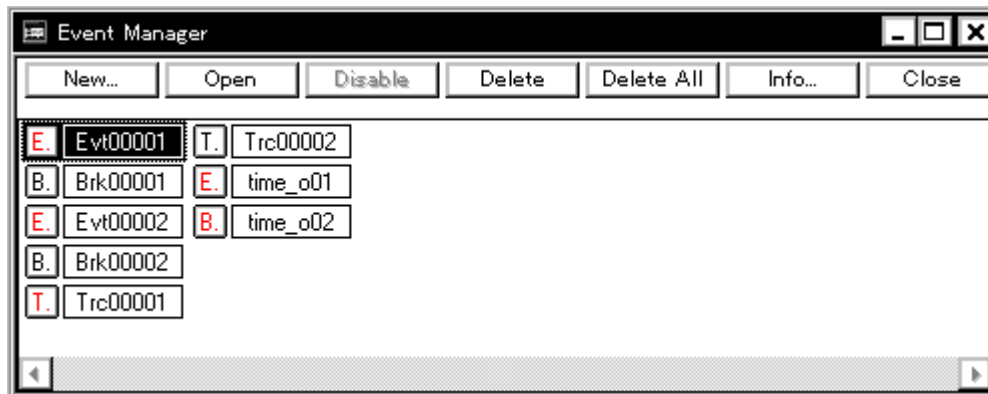 Event Manager
New... Open Disable Delete Delete All Info... Close
E. Evt00001 T. Trc00002
B. Brk00001 E. time_o01
E. Evt00002 B. time_o02
B. Brk00002
T. Trc00001